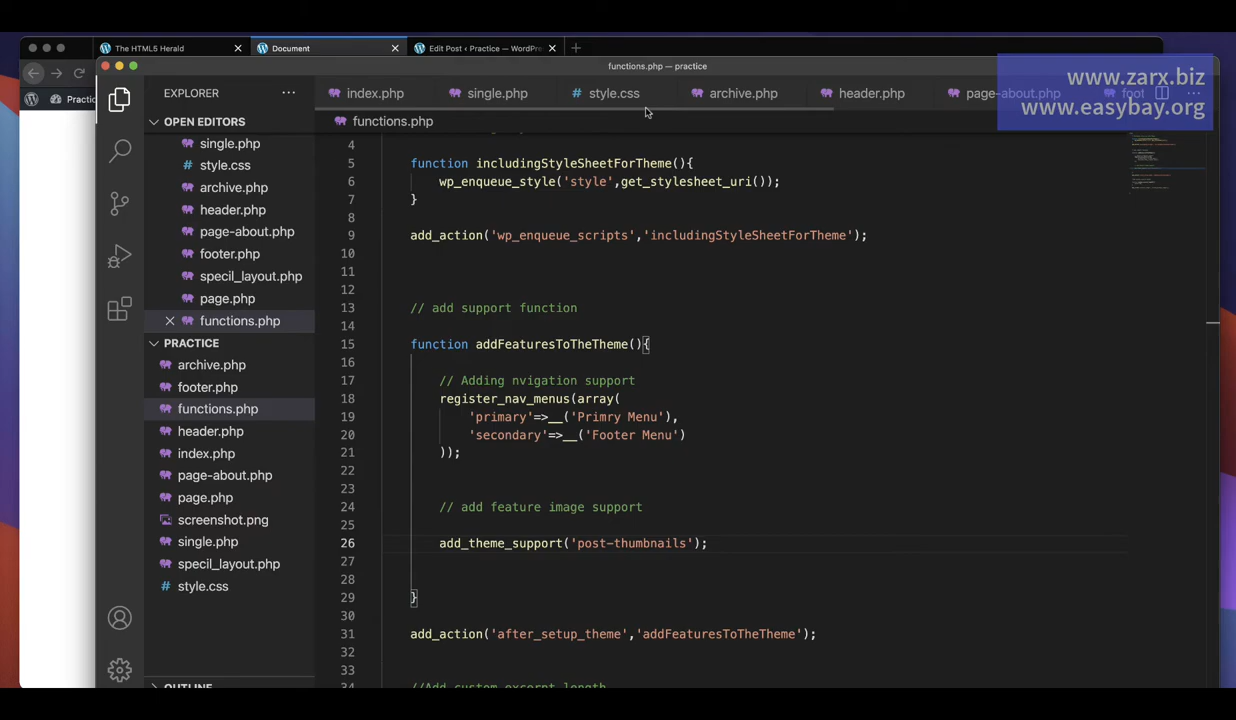 The HTML5 Herald
Document
Edit Post ‹ Practice — WordPre
functions.php — practice
www.zarx.biz
www.easybay.org
Practic
EXPLORER
index.php
single.php
style.css
archive.php
header.php
page-about.php
foot
OPEN EDITORS
functions.php
single.php
style.css
archive.php
header.php
page-about.php
footer.php
specil_layout.php
page.php
functions.php
PRACTICE
archive.php
footer.php
functions.php
header.php
index.php
page-about.php
page.php
screenshot.png
single.php
specil_layout.php
style.css
OUTLINE
4
5 function includingStyleSheetForTheme(){
6 wp_enqueue_style('style',get_stylesheet_uri());
7 }
8
9 add_action('wp_enqueue_scripts','includingStyleSheetForTheme');
10
11
12
13 // add support function
14
15 function addFeaturesToTheTheme(){
16
17 // Adding nvigation support
18 register_nav_menus(array(
19 'primary'=>__('Primry Menu'),
20 'secondary'=>__('Footer Menu')
21 ));
22
23
24 // add feature image support
25
26 add_theme_support('post-thumbnails');
27
28
29 }
30
31 add_action('after_setup_theme','addFeaturesToTheTheme');
32
33
34 //Add custom excerpt length